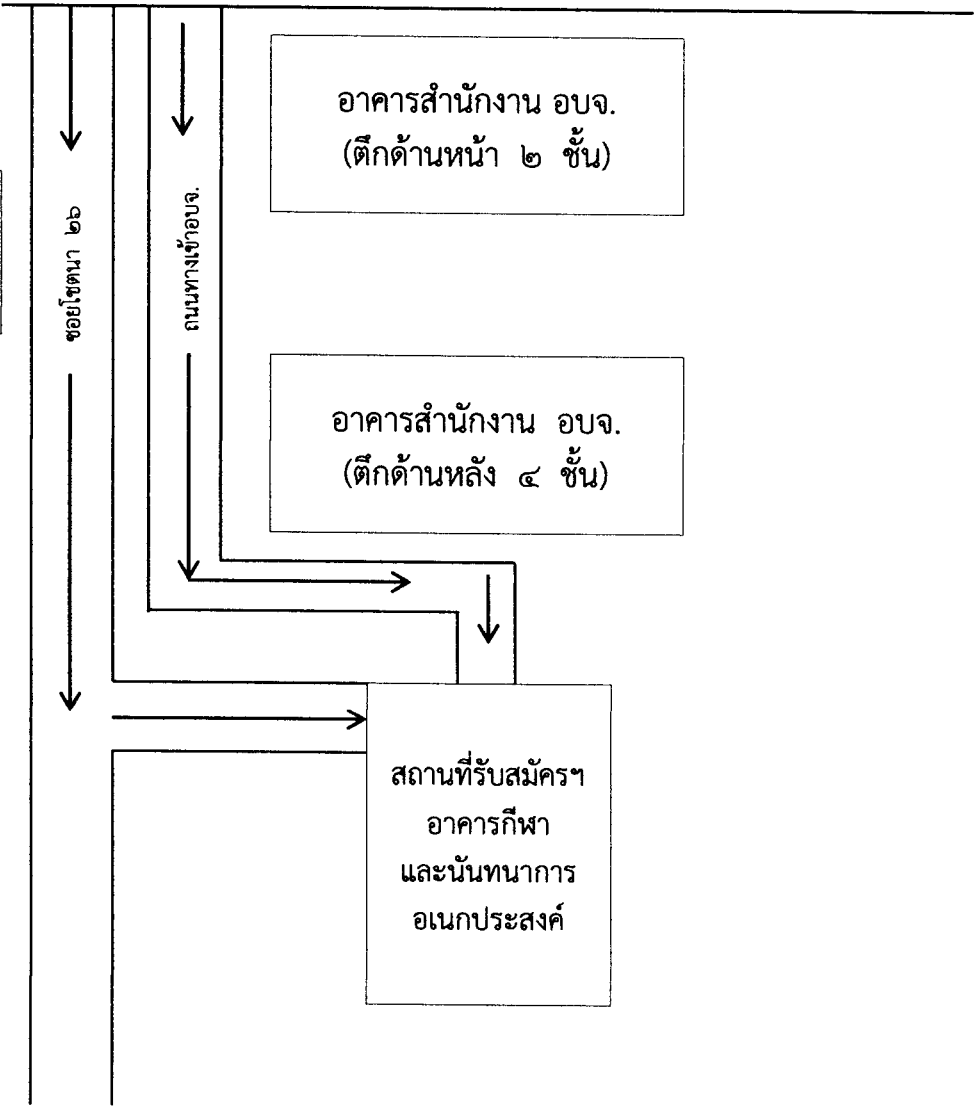 อาคารสำนักงาน อบจ.
(ตึกด้านหน้า ๒ ชั้น)
ซอยโชตนา ๒๖
ถนนทางเข้าอบจ.
อาคารสำนักงาน อบจ.
(ตึกด้านหลัง ๔ ชั้น)
สถานที่รับสมัครฯ
อาคารกีฬา
และนันทนาการ
อเนกประสงค์